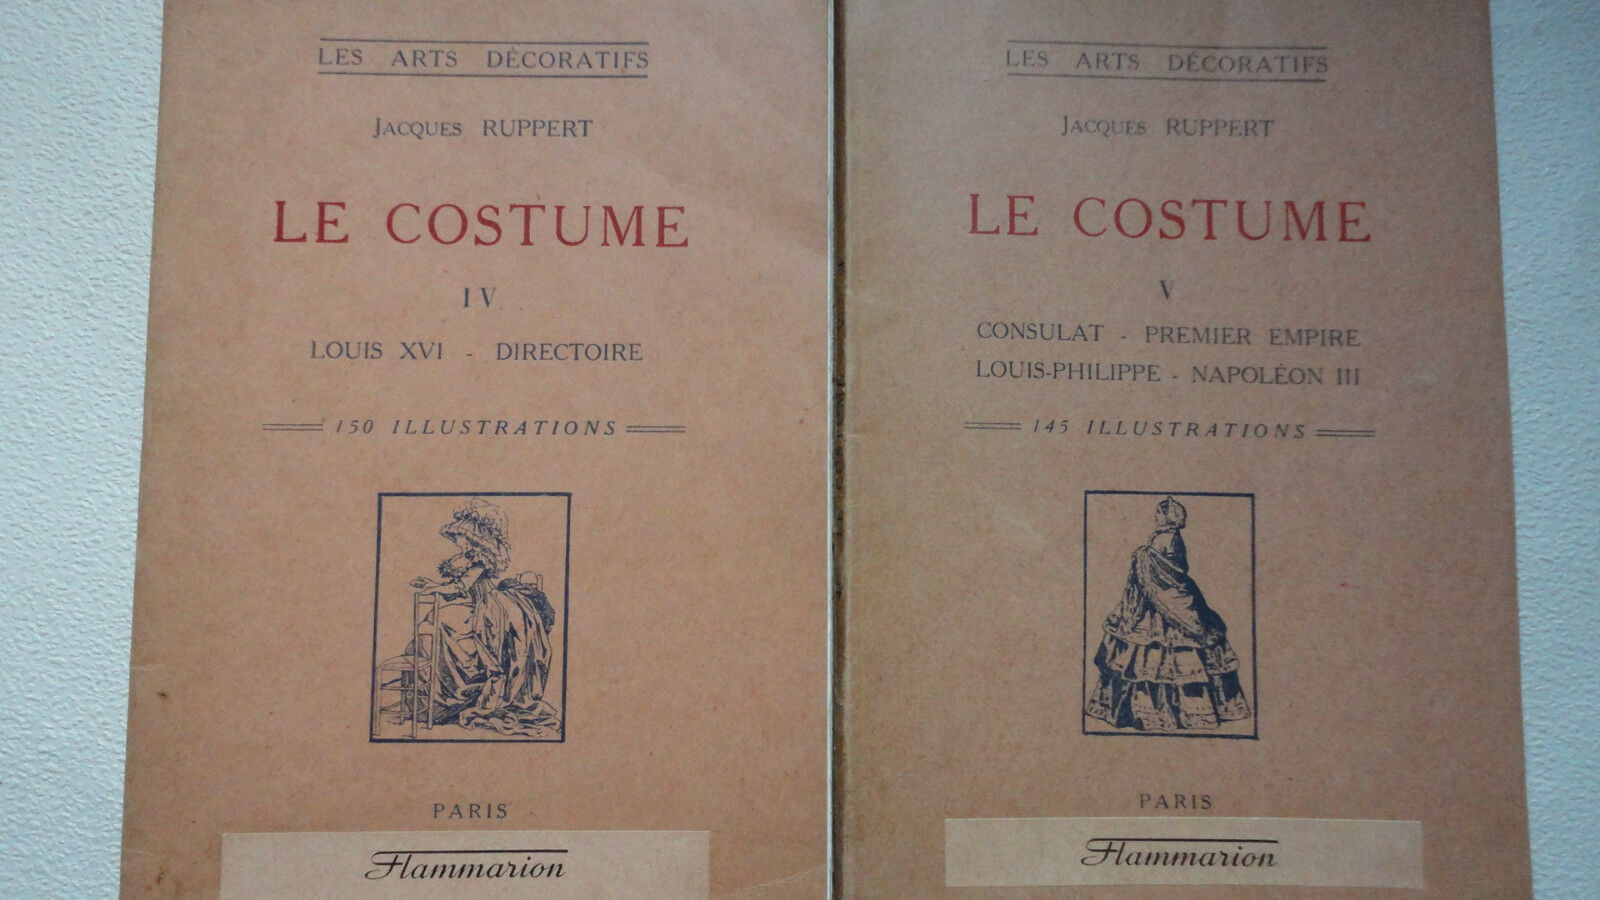 LES ARTS DÉCORATIFS
JACQUES RUPPERT
LE COSTUME
IV
LOUIS XVI - DIRECTOIRE
150 ILLUSTRATIONS
PARIS
Flammarion
LES ARTS DÉCORATIFS
JACQUES RUPPERT
LE COSTUME
V
CONSULAT - PREMIER EMPIRE
LOUIS-PHILIPPE - NAPOLÉON III
145 ILLUSTRATIONS
PARIS
Flammarion